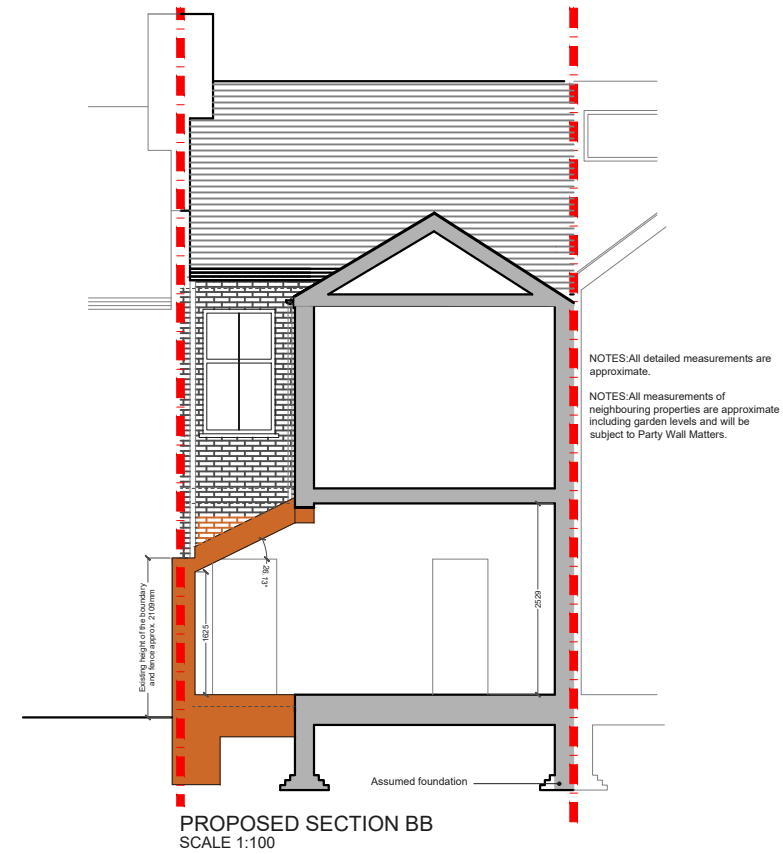 NOTES:All detailed measurements are
approximate.
NOTES:All measurements of
neighbouring properties are approximate
including garden levels and will be
subject to Party Wall Matters.
Existing height of the boundary
and fence approx. 2109mm
1625
26.13°
2529
Assumed foundation
PROPOSED SECTION BB
SCALE 1:100